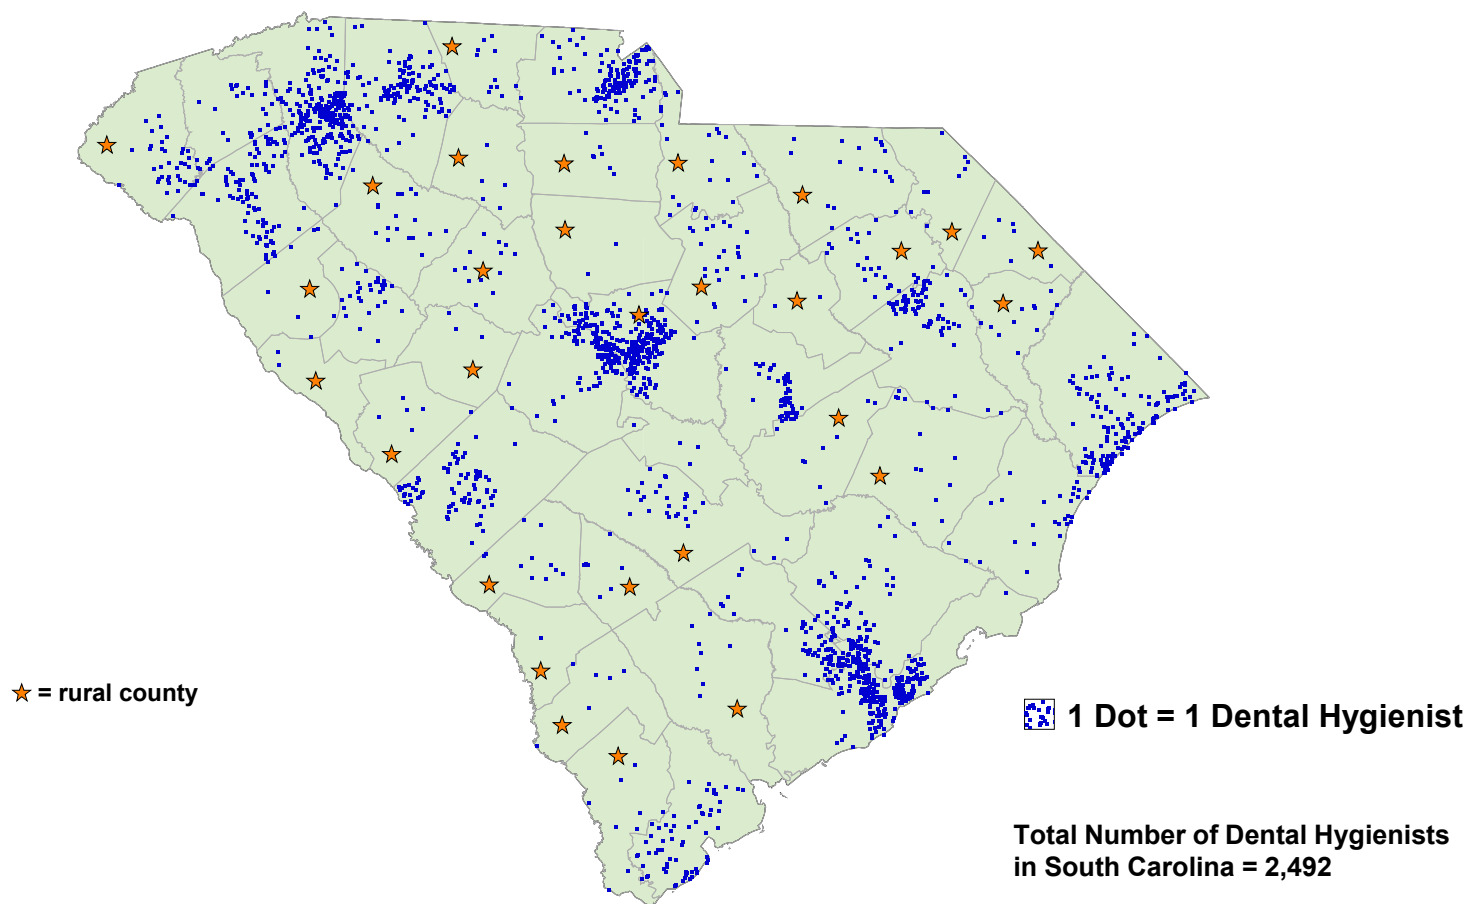 = rural county
1 Dot = 1 Dental Hygienist
Total Number of Dental Hygienists
in South Carolina = 2,492